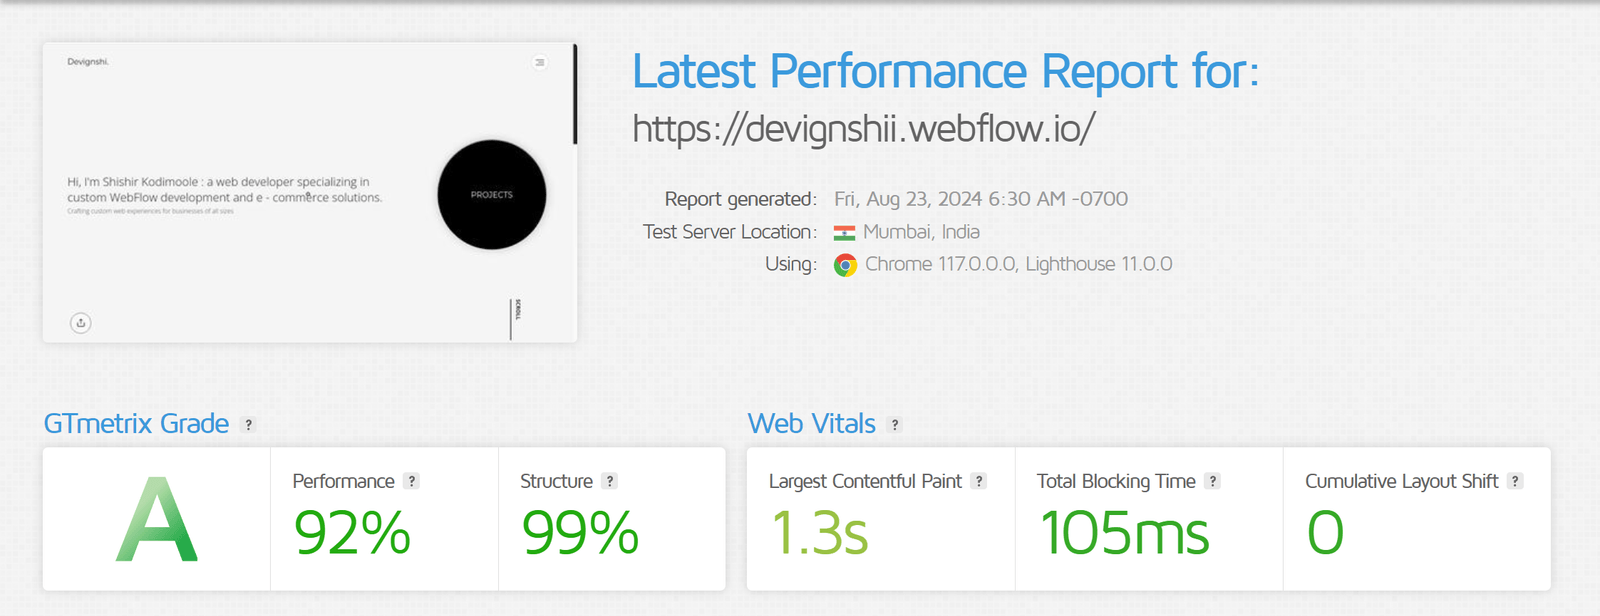 Devignshi.
Hi, I'm Shishir Kodimoole : a web developer specializing in
custom WebFlow development and e - commerce solutions.
Crafting custom web experiences for businesses of all sizes
PROJECTS
SCROLL
Latest Performance Report for:
https://devignshii.webflow.io/
Report generated: Fri, Aug 23, 2024 6:30 AM -0700
Test Server Location: Mumbai, India
Using: Chrome 117.0.0.0, Lighthouse 11.0.0
GTmetrix Grade ?
A
Performance ?
92%
Structure ?
99%
Web Vitals ?
Largest Contentful Paint ?
1.3s
Total Blocking Time ?
105ms
Cumulative Layout Shift ?
0